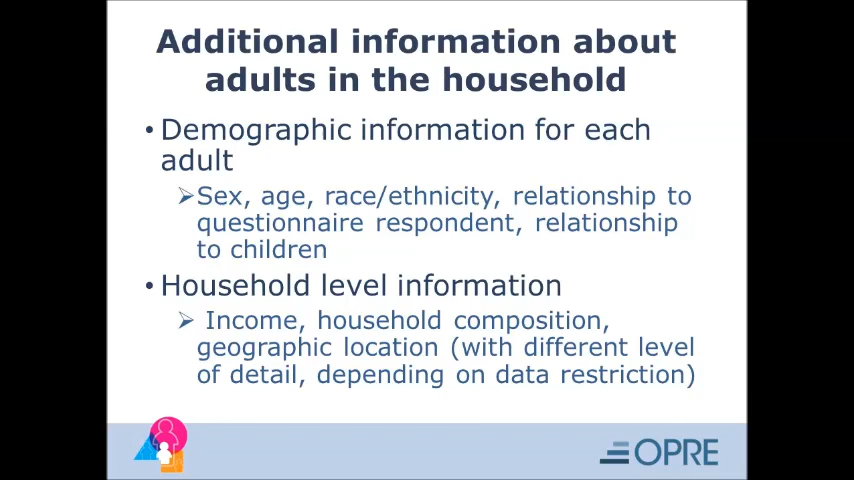 Additional information about
adults in the household
• Demographic information for each
adult
➢Sex, age, race/ethnicity, relationship to
questionnaire respondent, relationship
to children
• Household level information
➢ Income, household composition,
geographic location (with different level
of detail, depending on data restriction)
OPRE